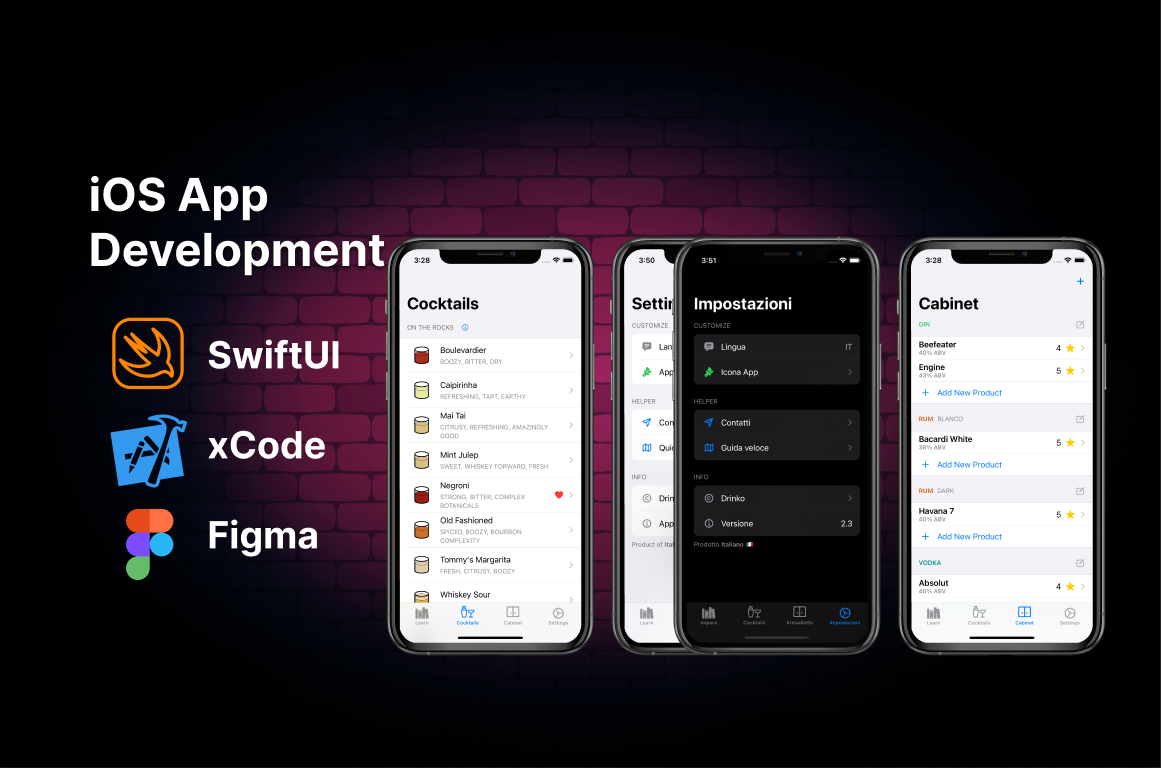 iOS App
Development
SwiftUI
xCode
Figma
3:28
Cocktails
ON THE ROCKS
Boulevardier
BOOZY, BITTER, DRY
Caipirinha
REFRESHING, TART, EARTHY
Mai Tai
CITRUSY, REFRESHING, AMAZINGLY
GOOD
Mint Julep
SWEET, WHISKEY FORWARD, FRESH
Negroni
STRONG, BITTER, COMPLEX
BOTANICALS
Old Fashioned
SPICED, BOOZY, BOURBON
COMPLEXITY
Tommy's Margarita
FRESH, CITRUSY, BOOZY
Whiskey Sour
Learn Cocktails Cabinet Settings
3:50
Settin
CUSTOMIZE
Lan
App
HELPER
Con
Quic
INFO
Drin
App
Product of Ital
Learn
3:51
Impostazioni
CUSTOMIZE
Lingua IT
Icona App
HELPER
Contatti
Guida veloce
INFO
Drinko
Versione 2.3
Prodotto Italiano
Impara Cocktails Armadietto Impostazioni
3:28
+
Cabinet
GIN
Beefeater 4
40% ABV
Engine 5
43% ABV
+ Add New Product
RUM BLANCO
Bacardi White 5
38% ABV
+ Add New Product
RUM DARK
Havana 7 5
40% ABV
+ Add New Product
VODKA
Absolut 4
40% ABV
Learn Cocktails Cabinet Settings